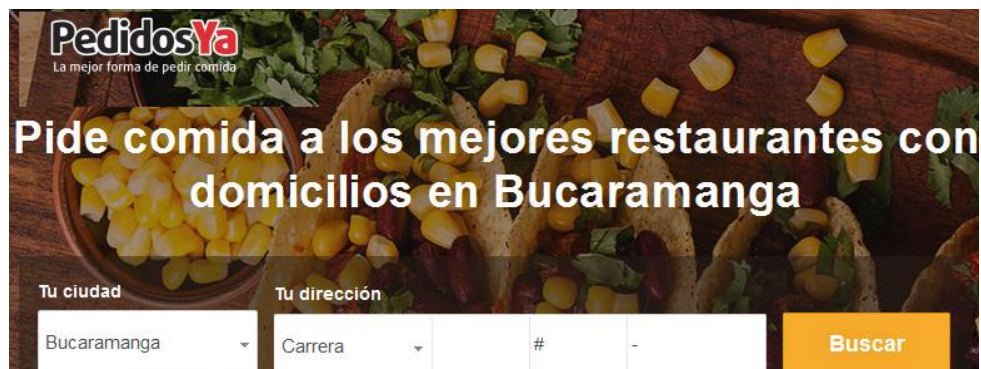 PedidosYa
La mejor forma de pedir comida
Pide comida a los mejores restaurantes con
domicilios en Bucaramanga
Tu ciudad
Tu dirección
Bucaramanga
Carrera
#
-
Buscar